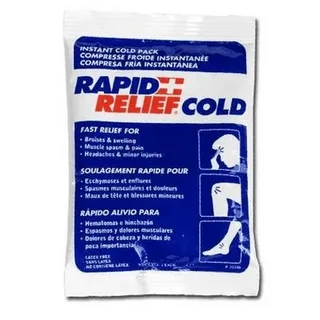 INSTANT COLD PACK
COMPRESSE FROIDE INSTANTANÉE
COMPRESA FRÍA INSTANTANEA
RAPID
RELIEF COLD
FAST RELIEF FOR
• Bruises & swelling
• Muscle spasm & pain
• Headaches & minor injuries
SOULAGEMENT RAPIDE POUR
• Ecchymoses et enflures
• Spasmes musculaires et douleurs
• Maux de tête et blessures mineures
RÁPIDO ALIVIO PARA
• Hematomas e hinchazón
• Espasmos y dolores musculares
• Dolores de cabeza y heridas de
poca importancia
LATEX FREE
SANS LATEX
NO CONTIENE LATEX